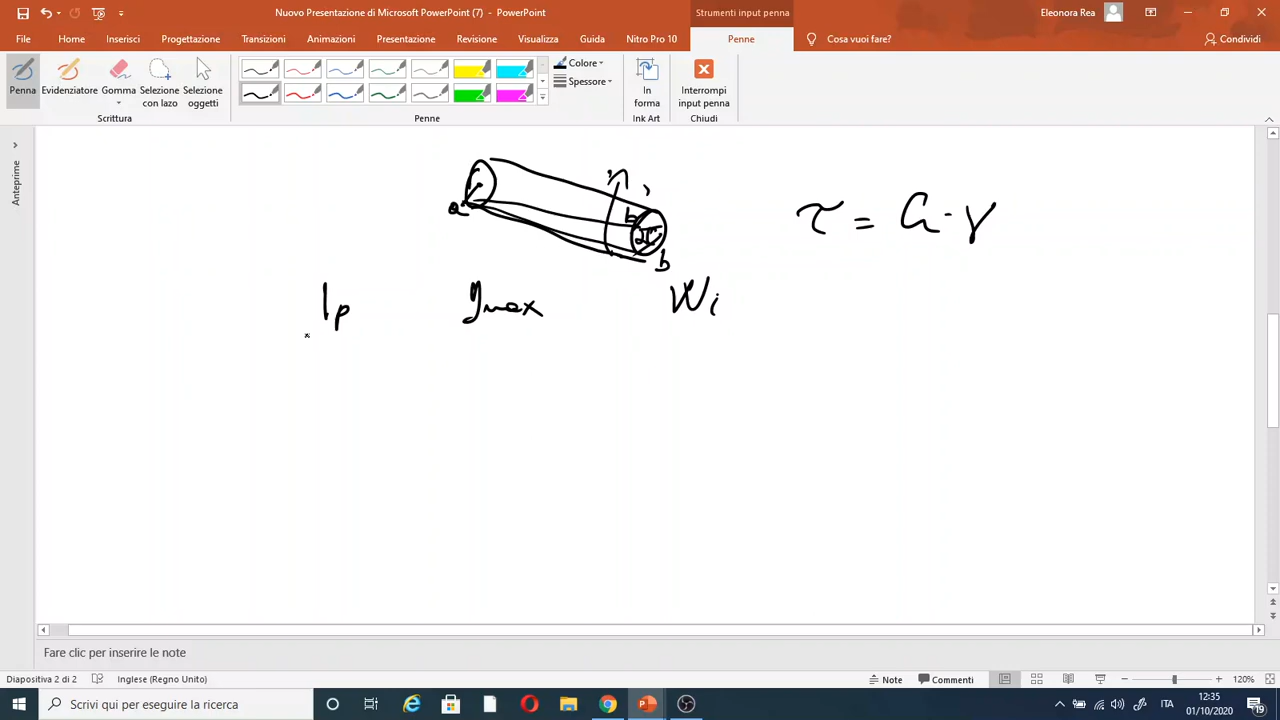 Nuovo Presentazione di Microsoft PowerPoint (7) - PowerPoint
Strumenti input penna
Eleonora Rea
File Home Inserisci Progettazione Transizioni Animazioni Presentazione Revisione Visualizza Guida Nitro Pro 10 Penne Cosa vuoi fare? Condividi
Penna Evidenziatore Gomma Selezione con lazo Selezione oggetti
Colore
Spessore
In forma
Interrompi input penna
Scrittura Penne Ink Art Chiudi
Anteprime
a
b
b
τ = G · γ
Ip ymax Wi
Fare clic per inserire le note
Diapositiva 2 di 2 Inglese (Regno Unito) Note Commenti 120%
Scrivi qui per eseguire la ricerca
ITA
12:35
01/10/2020
19